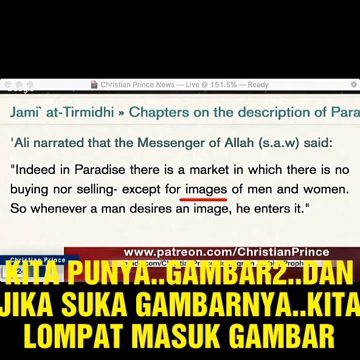 Christian Prince News — Live @ 151.5% — Ready
Jami` at-Tirmidhi » Chapters on the description of Para
'Ali narrated that the Messenger of Allah (s.a.w) said:
"Indeed in Paradise there is a market in which there is no
buying nor selling- except for images of men and women.
So whenever a man desires an image, he enters it."
www.patreon.com/ChristianPrince
KITA PUNYA..GAMBAR2..DAN
JIKA SUKA GAMBARNYA..KITA
LOMPAT MASUK GAMBAR